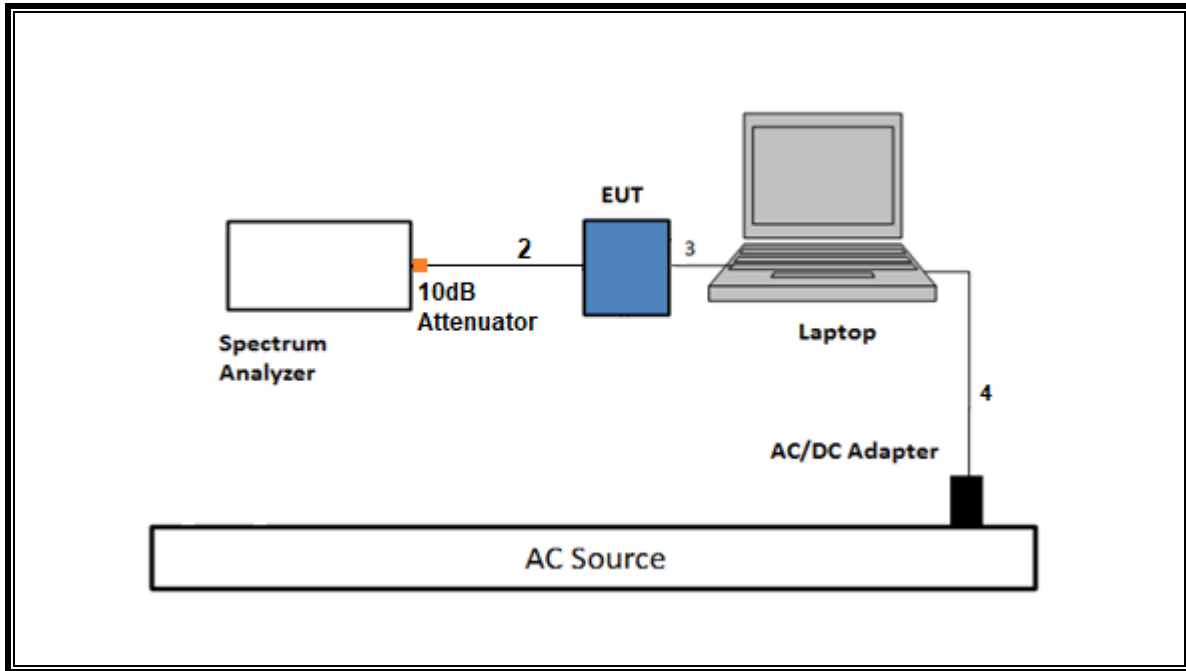 EUT
2
3
10dB
Attenuator
Spectrum
Analyzer
Laptop
4
AC/DC Adapter
AC Source